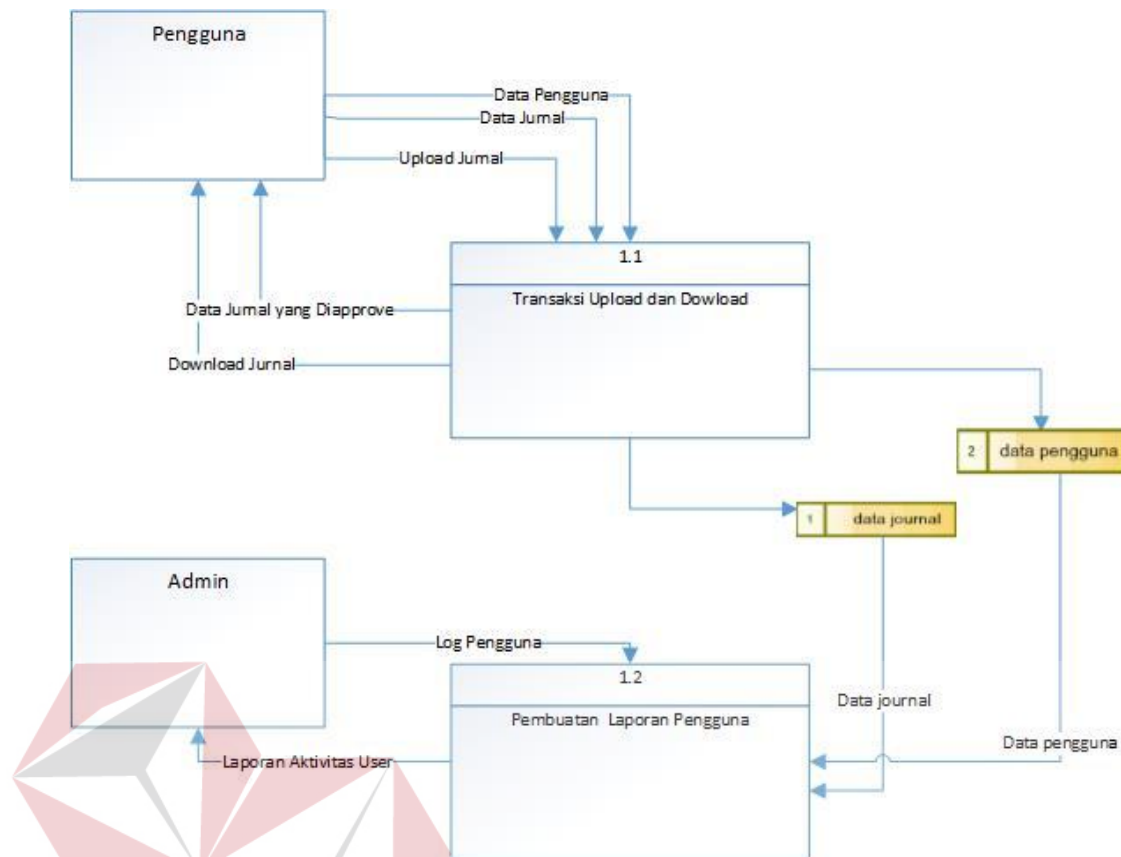 Pengguna
Data Pengguna
Data Jurnal
Upload Jurnal
1.1
Transaksi Upload dan Dowload
Data Jurnal yang Diapprove
Download Jurnal
2 data pengguna
1 data journal
Admin
Log Pengguna
1.2
Pembuatan Laporan Pengguna
Data journal
Data pengguna
Laporan Aktivitas User